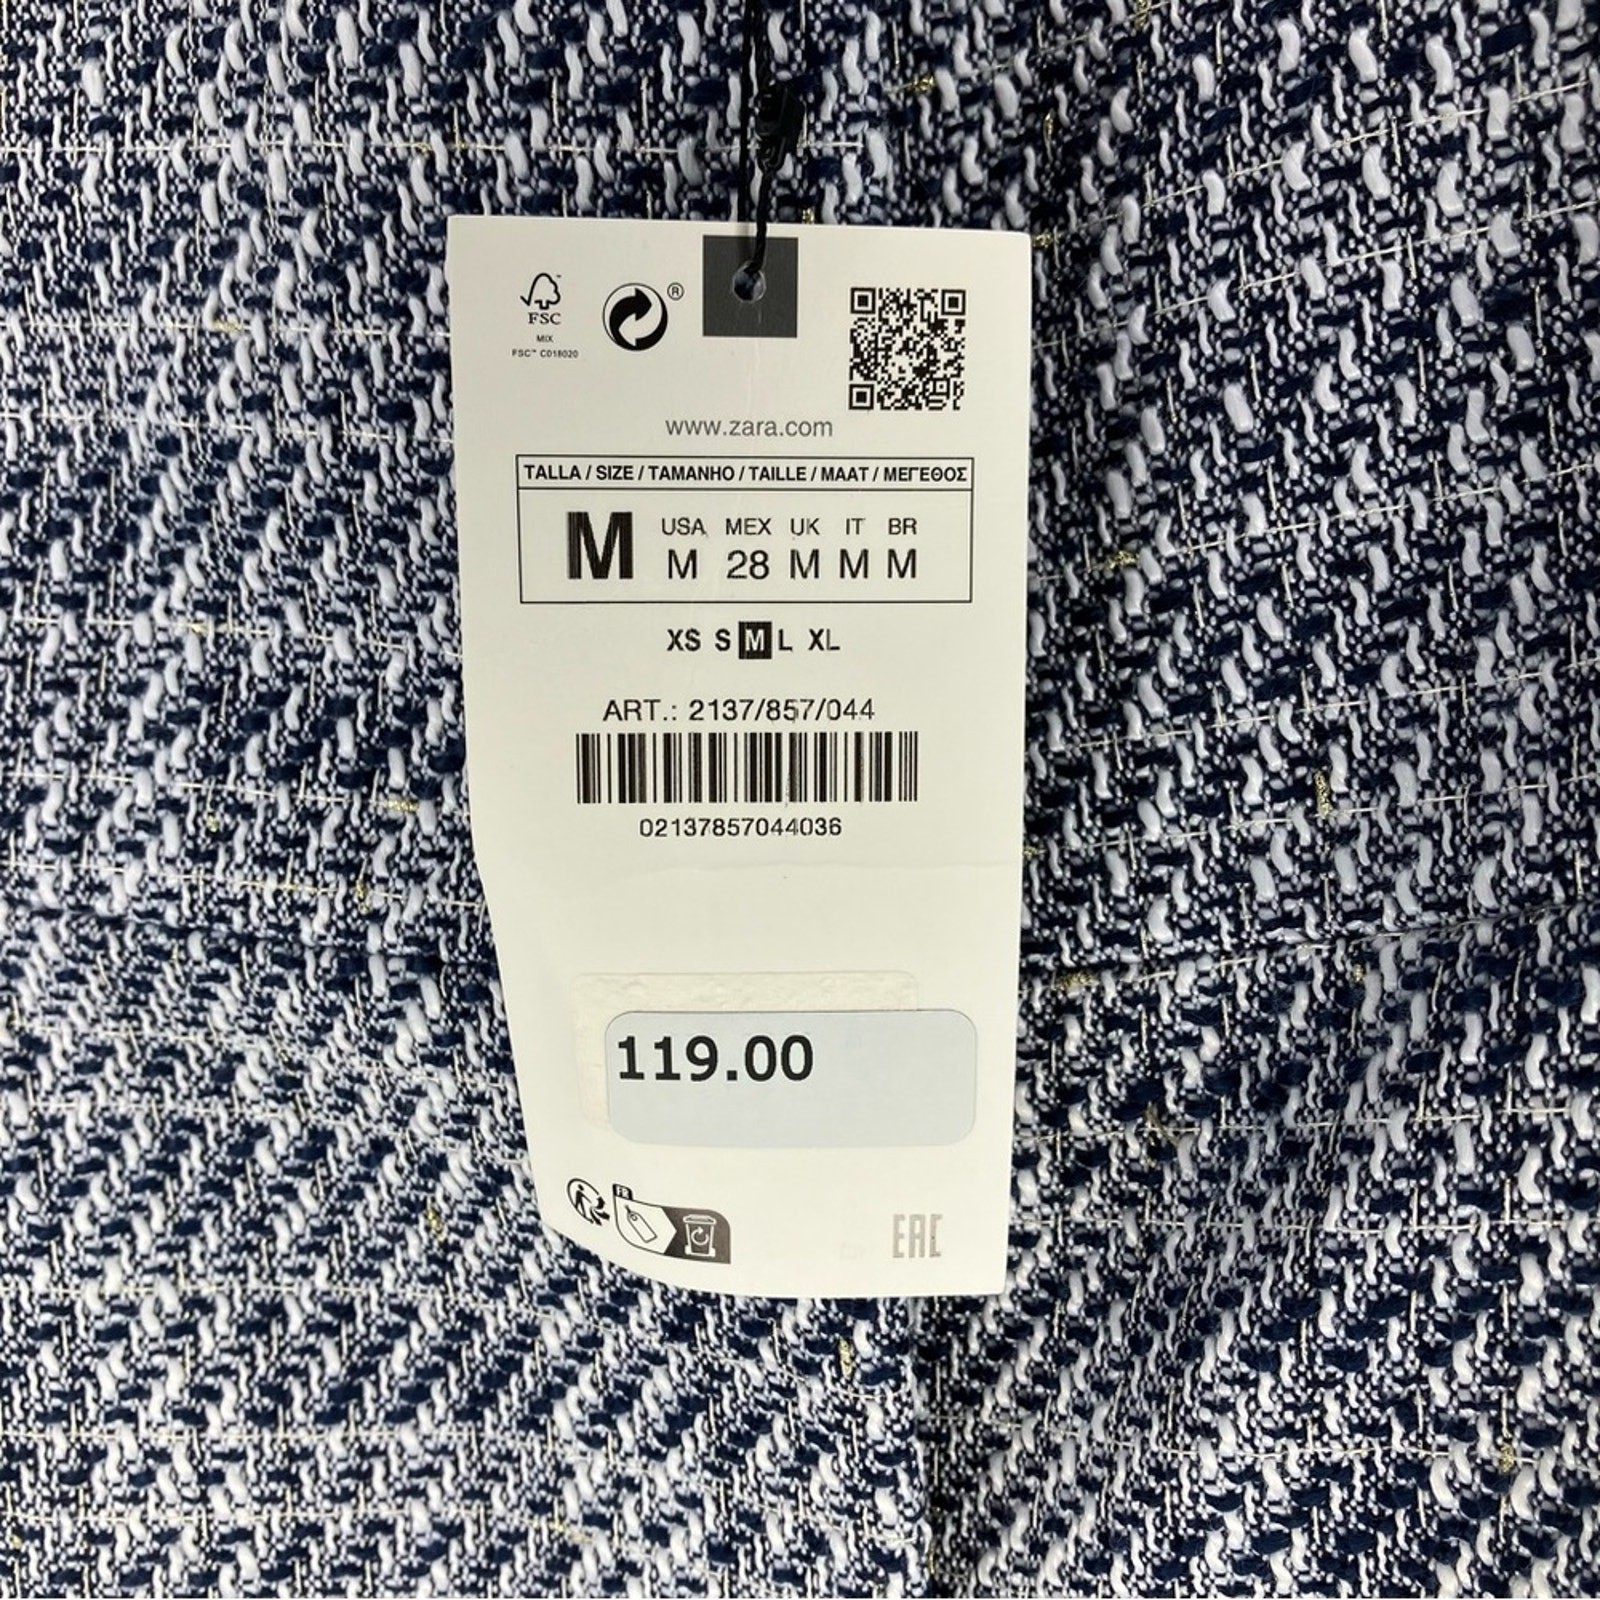 FSC
MIX
FSC™ C018020
®
www.zara.com
TALLA / SIZE / TAMANHO / TAILLE / MAAT / ΜΕΓΕΘΟΣ
M
USA MEX UK IT BR
M 28 M M M
XS S M L XL
ART.: 2137/857/044
02137857044036
119.00
FR
EAC